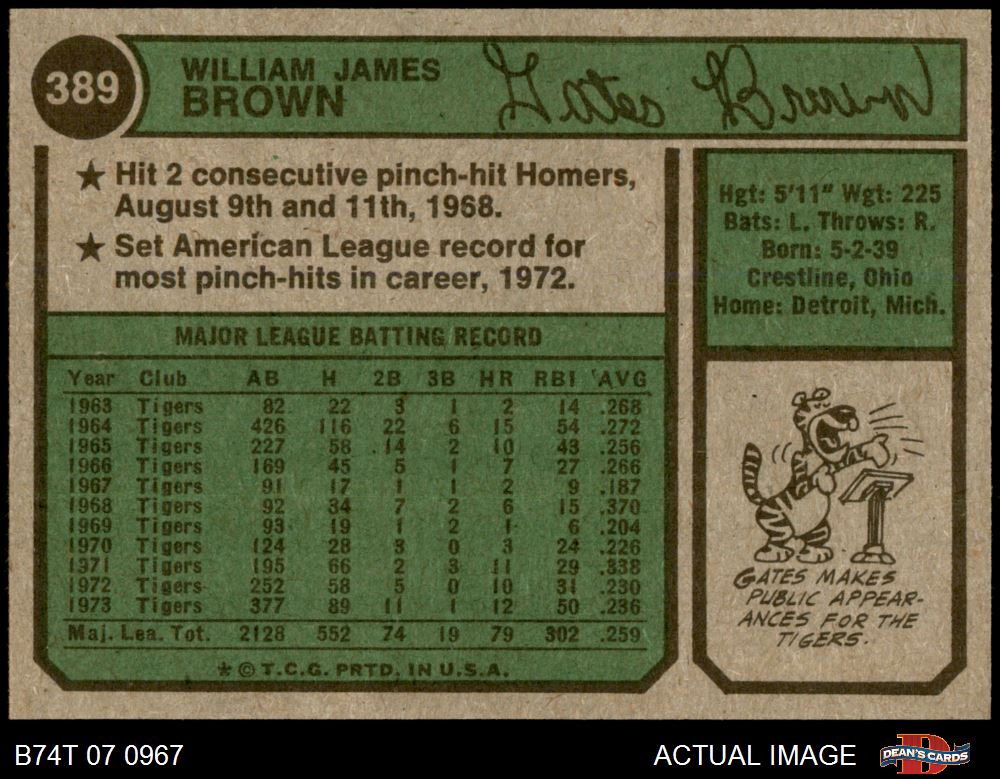 389
WILLIAM JAMES
BROWN
Gates Brown
★ Hit 2 consecutive pinch-hit Homers,
August 9th and 11th, 1968.
★ Set American League record for
most pinch-hits in career, 1972.
Hgt: 5'11" Wgt: 225
Bats: L. Throws: R.
Born: 5-2-39
Crestline, Ohio
Home: Detroit, Mich.
MAJOR LEAGUE BATTING RECORD
Year Club AB H 2B 3B HR RBI AVG
1963 Tigers 82 22 3 1 2 14 .268
1964 Tigers 426 116 22 6 15 54 .272
1965 Tigers 227 58 14 2 10 43 .256
1966 Tigers 169 45 5 1 7 27 .266
1967 Tigers 91 17 1 1 2 9 .187
1968 Tigers 92 34 7 2 6 15 .370
1969 Tigers 93 19 1 2 1 6 .204
1970 Tigers 124 28 3 0 3 24 .226
1971 Tigers 195 66 2 3 11 29 .338
1972 Tigers 252 58 5 0 10 31 .230
1973 Tigers 377 89 11 1 12 50 .236
Maj. Lea. Tot. 2128 552 74 19 79 302 .259
* © T.C.G. PRTD. IN U.S.A.
GATES MAKES
PUBLIC APPEAR-
ANCES FOR THE
TIGERS.
B74T 07 0967
ACTUAL IMAGE
DEAN'S CARDS